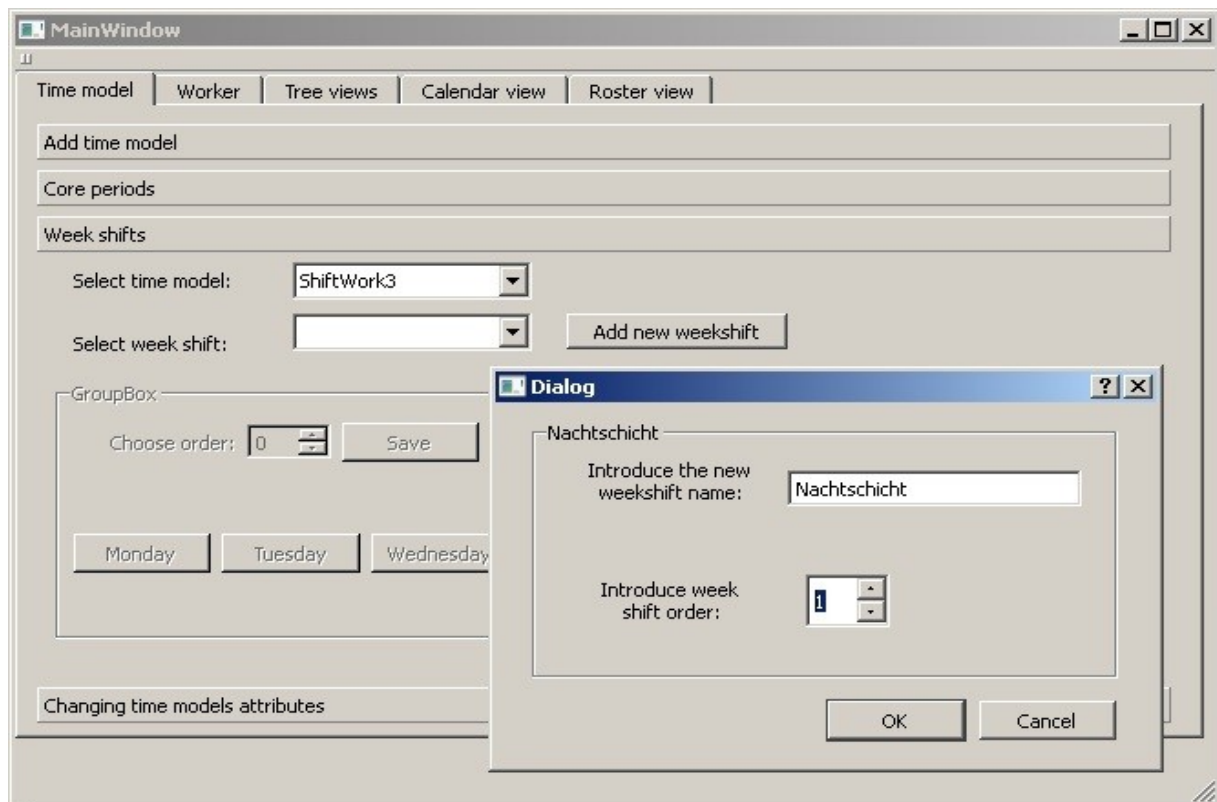 MainWindow
Time model
Worker
Tree views
Calendar view
Roster view
Add time model
Core periods
Week shifts
Select time model:
ShiftWork3
Select week shift:
Add new weekshift
GroupBox
Choose order:
0
Save
Monday
Tuesday
Wednesday
Dialog
Nachtschicht
Introduce the new
weekshift name:
Nachtschicht
Introduce week
shift order:
1
OK
Cancel
Changing time models attributes